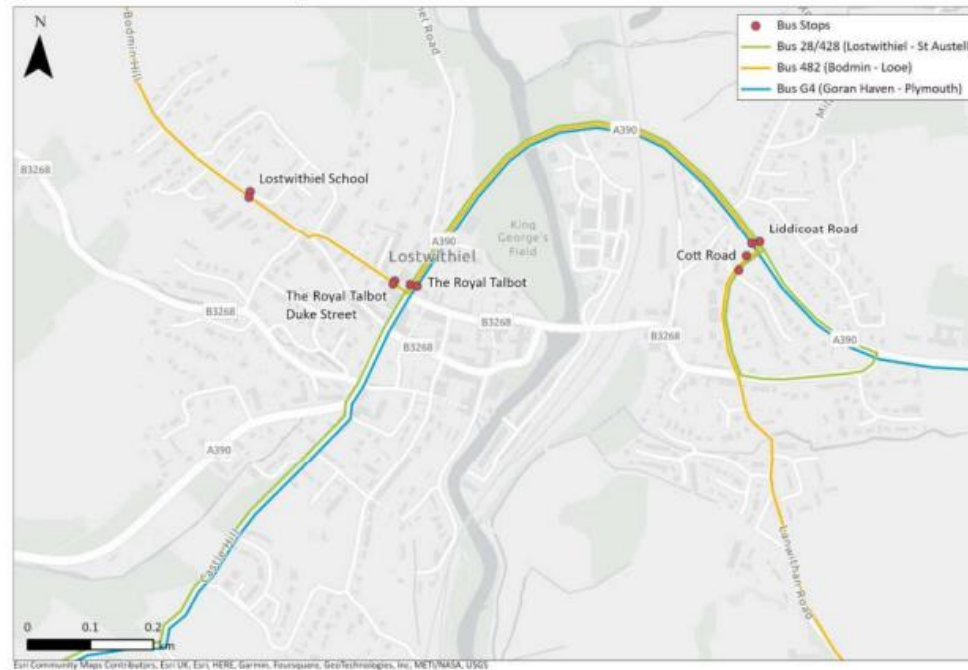 N
Bus Stops
Bus 28/428 (Lostwithiel - St Austell
Bus 482 (Bodmin - Looe)
Bus G4 (Goran Haven - Plymouth)
Bodmin Hill
Road
A390
B3268
Lostwithiel School
King
George's
Field
A390
Lostwithiel
Liddicoat Road
Cott Road
The Royal Talbot
Duke Street
The Royal Talbot
B3268
B3268
B3268
B3268
A390
A390
Castle Hill
Lanwithan Road
0 0.1 0.2
km
Esri Community Maps Contributors, Esri UK, Esri, HERE, Garmin, Foursquare, GeoTechnologies, Inc, METI/NASA, USGS